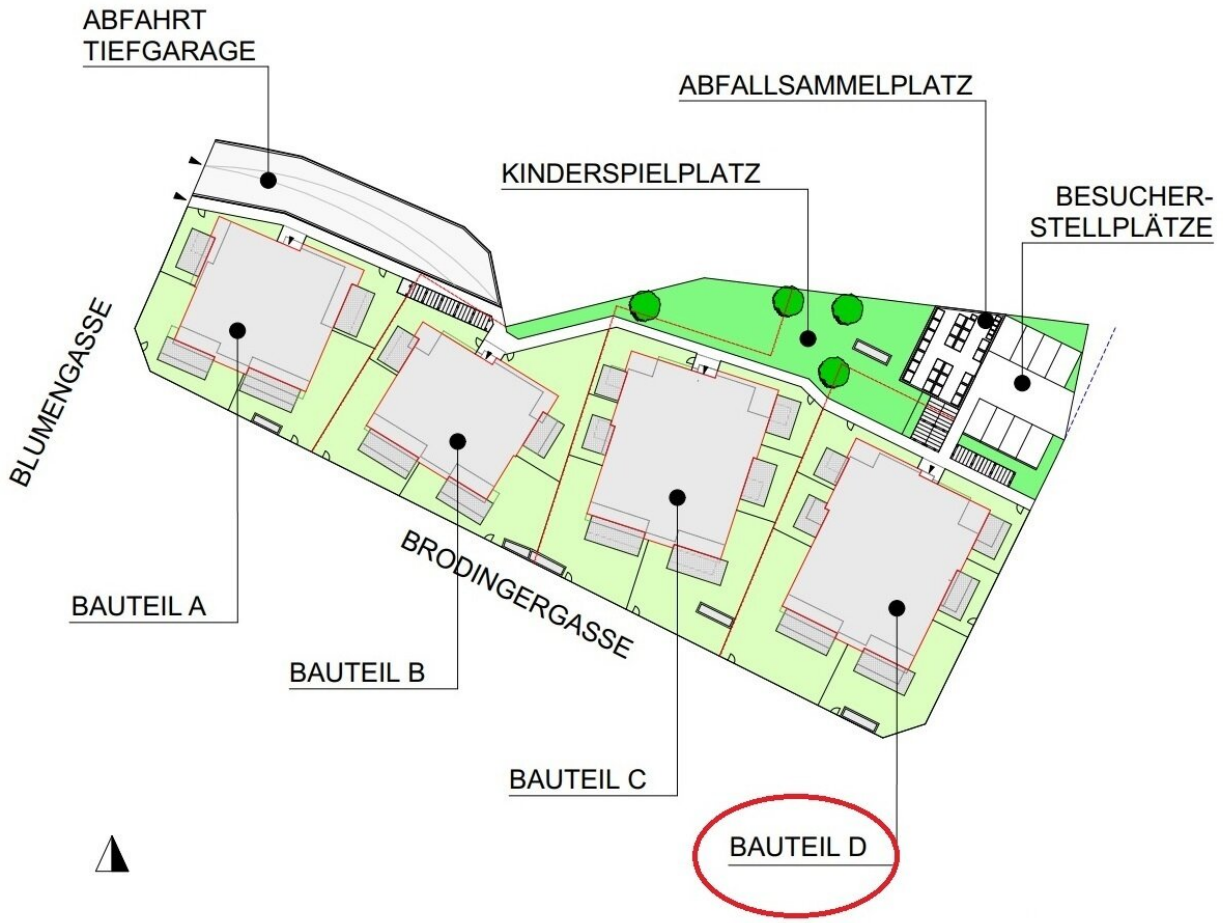 ABFAHRT
TIEFGARAGE
ABFALLSAMMELPLATZ
KINDERSPIELPLATZ
BESUCHER-
STELLPLÄTZE
BLUMENGASSE
BRODINGERGASSE
BAUTEIL A
BAUTEIL B
BAUTEIL C
BAUTEIL D